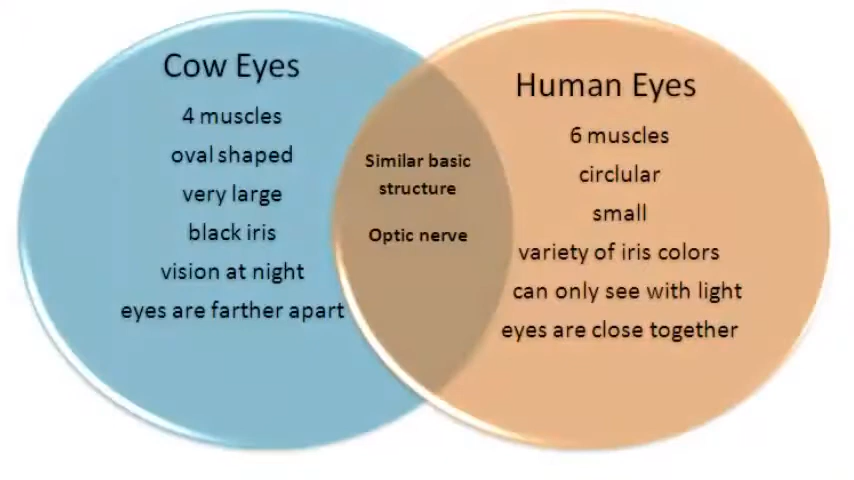 Cow Eyes
4 muscles
oval shaped
very large
black iris
vision at night
eyes are farther apart
Similar basic
structure
Optic nerve
Human Eyes
6 muscles
circlular
small
variety of iris colors
can only see with light
eyes are close together